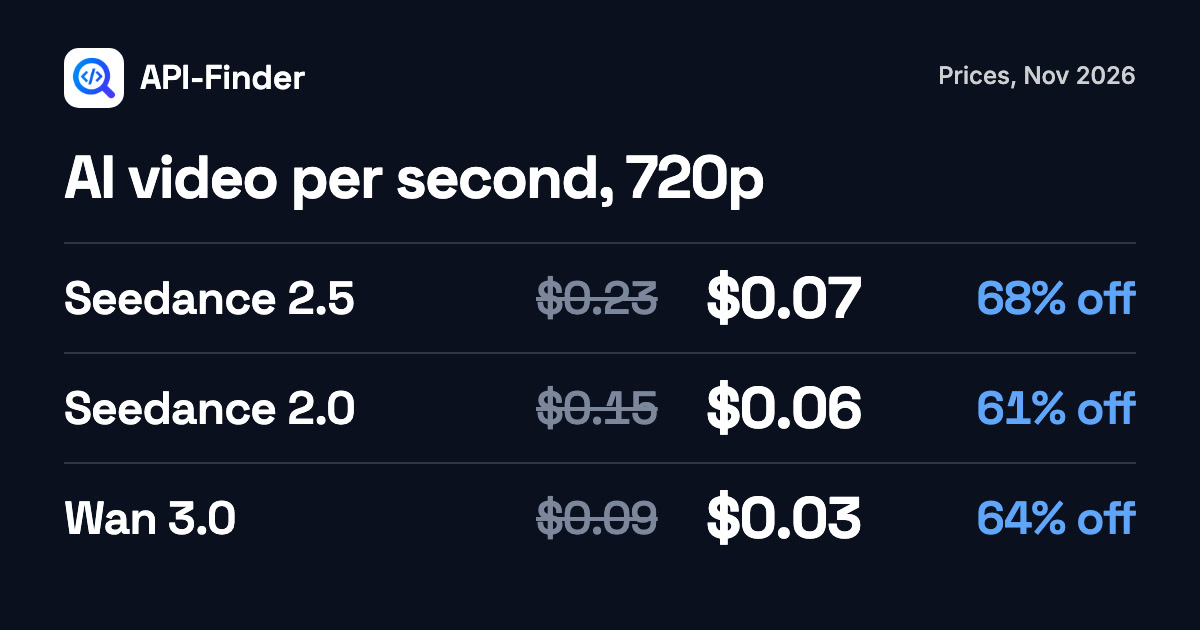 API-Finder
Prices, Nov 2026
AI video per second, 720p
Seedance 2.5 $0.23 $0.07 68% off
Seedance 2.0 $0.15 $0.06 61% off
Wan 3.0 $0.09 $0.03 64% off